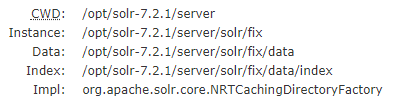 CWD: /opt/solr-7.2.1/server
Instance: /opt/solr-7.2.1/server/solr/fix
Data: /opt/solr-7.2.1/server/solr/fix/data
Index: /opt/solr-7.2.1/server/solr/fix/data/index
Impl: org.apache.solr.core.NRTCachingDirectoryFactory